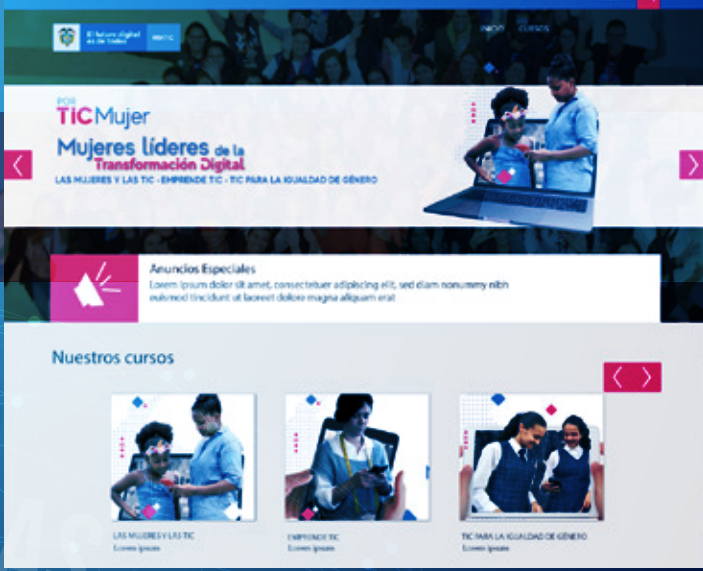 El futuro digital
es de todos
MinTIC
INICIO
CURSOS
POR
TICMujer
Mujeres líderes de la
Transformación Digital
LAS MUJERES Y LAS TIC - EMPRENDE TIC - TIC PARA LA IGUALDAD DE GÉNERO
Anuncios Especiales
Lorem ipsum dolor sit amet, consectetuer adipiscing elit, sed diam nonummy nibh
euismod tincidunt ut laoreet dolore magna aliquam erat
Nuestros cursos
LAS MUJERES Y LAS TIC
Lorem ipsum
EMPRENDE TIC
Lorem ipsum
TIC PARA LA IGUALDAD DE GÉNERO
Lorem ipsum